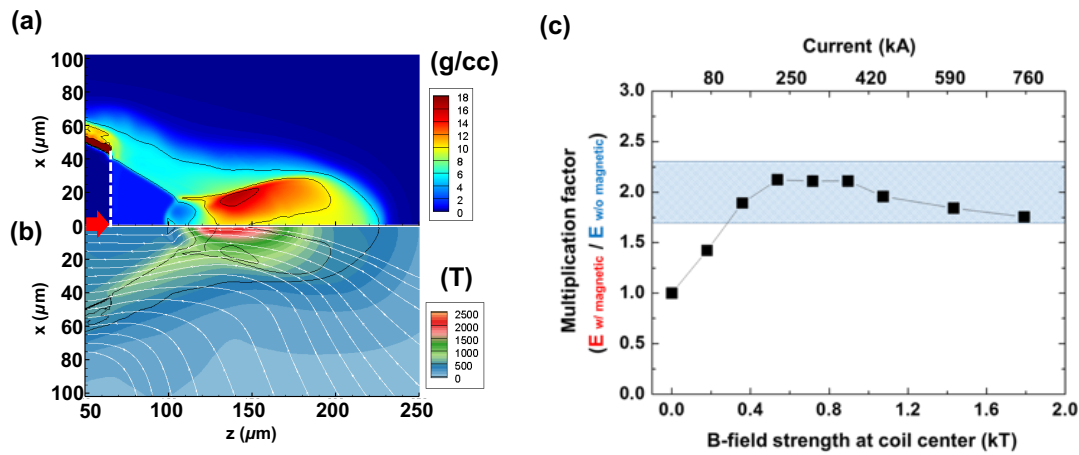 (a)
(g/cc)
100
80
60
40
20
0
x (µm)
18
16
14
12
10
8
6
4
2
0
(b)
(T)
20
40
60
80
100
x (µm)
2500
2000
1500
1000
500
0
50
100
150
200
250
z (µm)
(c)
Current (kA)
80 250 420 590 760
3.0
2.5
2.0
1.5
1.0
0.5
0.0
Multiplication factor
(E w/ magnetic / E w/o magnetic)
0.0 0.4 0.8 1.2 1.6 2.0
B-field strength at coil center (kT)